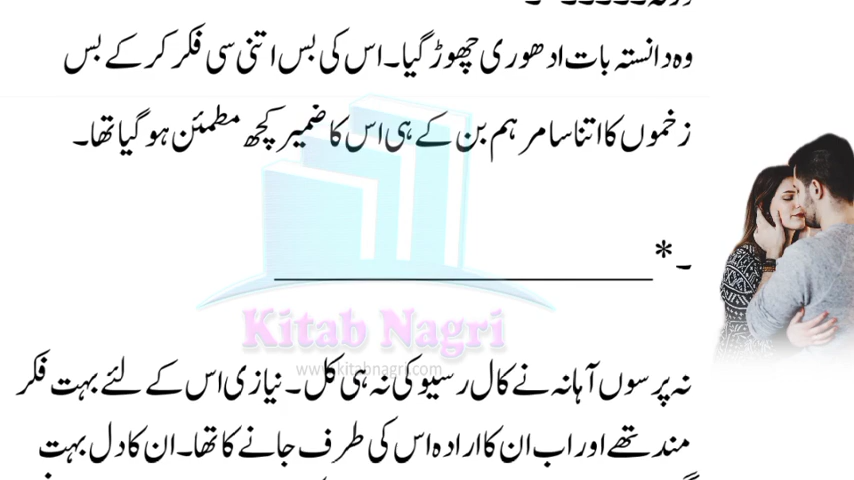 وہ دانستہ بات ادھوری چھوڑ گیا۔ اس کی بس اتنی سی فکر کر کے بس
زخموں کا اتنا سا مرہم بن کے ہی اس کا ضمیر کچھ مطمئن ہو گیا تھا۔
۔*____________________________
Kitab Nagri
www.kitabnagri.com
نہ پرسوں آہانہ نے کال رسیو کی نہ ہی کل۔ نیازی اس کے لئے بہت فکر
مند تھے اور اب ان کا ارادہ اس کی طرف جانے کا تھا۔ ان کا دل بہت